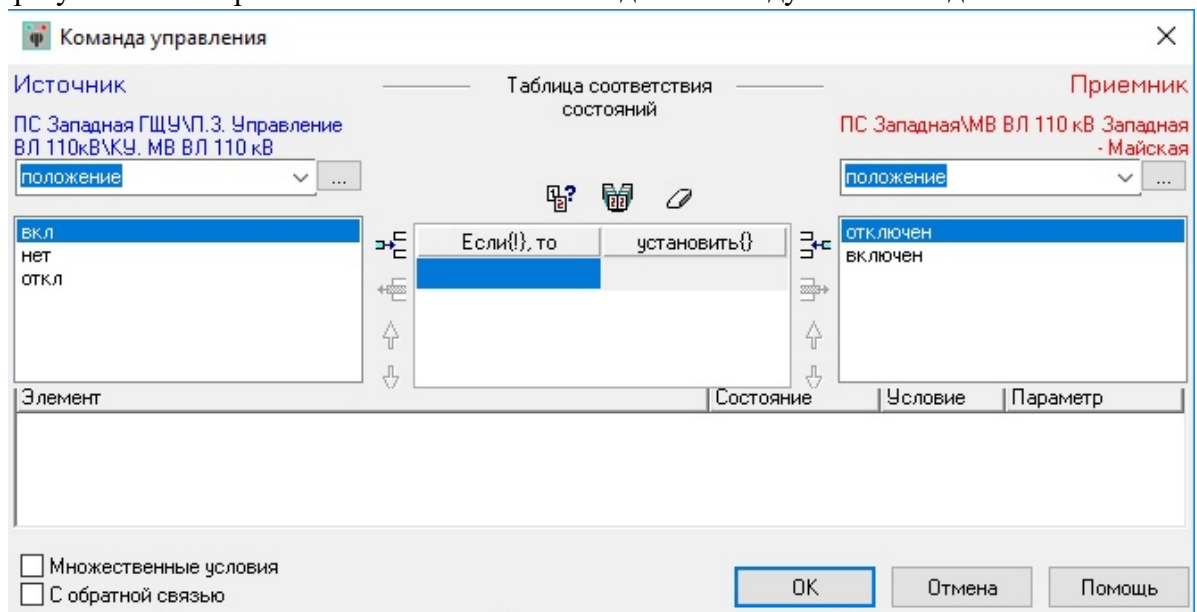 Команда управления
Источник
Таблица соответствия
состояний
Приемник
ПС Западная ГЩУ\П.3. Управление
ВЛ 110кВ\КУ. МВ ВЛ 110 кВ
ПС Западная\МВ ВЛ 110 кВ Западная
- Майская
положение
...
положение
...
вкл
нет
откл
Если{!}, то
установить{}
отключен
включен
Элемент
Состояние
Условие
Параметр
Множественные условия
С обратной связью
OK
Отмена
Помощь